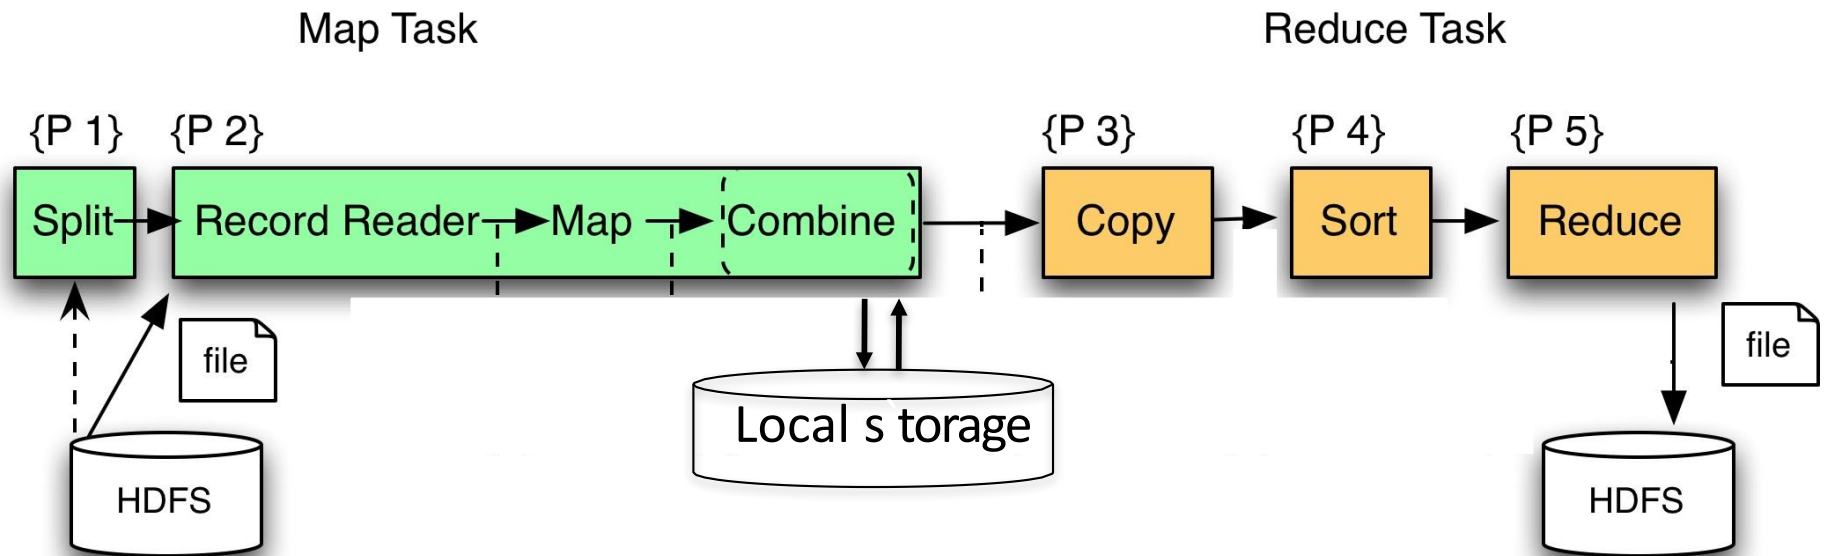 Map Task
Reduce Task
{P 1}
{P 2}
{P 3}
{P 4}
{P 5}
Split
Record Reader
Map
Combine
Copy
Sort
Reduce
file
file
Local s torage
HDFS
HDFS